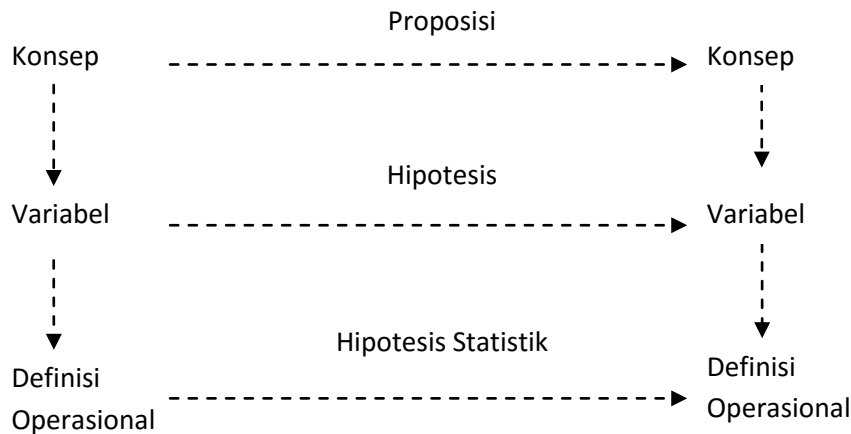 Proposisi
Konsep
Konsep
Hipotesis
Variabel
Variabel
Hipotesis Statistik
Definisi
Operasional
Definisi
Operasional